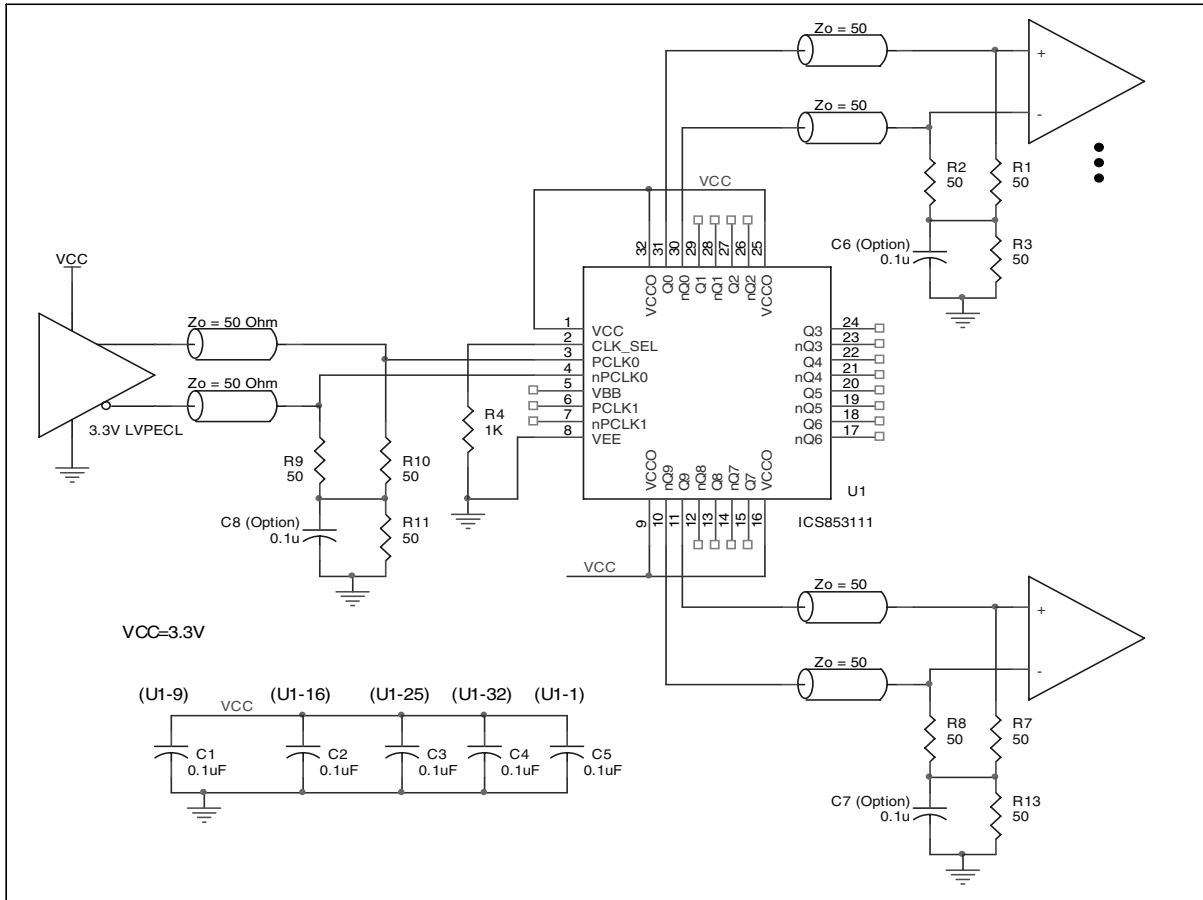 Zo = 50
+
Zo = 50
-
R2
50
R1
50
VCC
C6 (Option)
0.1u
R3
50
32
31
30
29
28
27
26
25
VCCO
Q0
nQ0
Q1
nQ1
Q2
nQ2
VCCO
VCC
Zo = 50 Ohm
Zo = 50 Ohm
3.3V LVPECL
1
2
3
4
5
6
7
8
VCC
CLK_SEL
PCLK0
nPCLK0
VBB
PCLK1
nPCLK1
VEE
Q3
nQ3
Q4
nQ4
Q5
nQ5
Q6
nQ6
24
23
22
21
20
19
18
17
R4
1K
R9
50
R10
50
C8 (Option)
0.1u
R11
50
VCCO
nQ9
Q9
nQ8
Q8
nQ7
Q7
VCCO
9
10
11
12
13
14
15
16
U1
ICS853111
VCC
Zo = 50
+
Zo = 50
-
R8
50
R7
50
C7 (Option)
0.1u
R13
50
VCC=3.3V
(U1-9)
(U1-16)
(U1-25)
(U1-32)
(U1-1)
VCC
C1
0.1uF
C2
0.1uF
C3
0.1uF
C4
0.1uF
C5
0.1uF